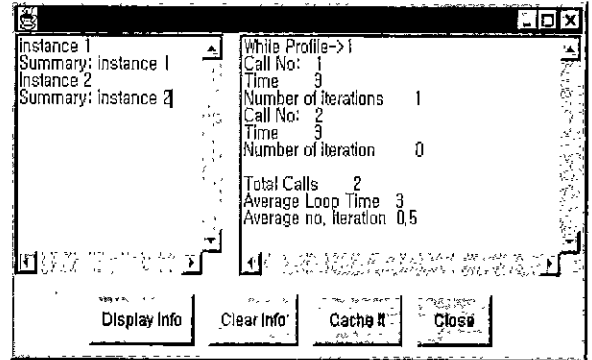 instance 1
Summary: instance 1
Instance 2
Summary: instance 2
While Profile->1
Call No: 1
Time 3
Number of iterations 1
Call No: 2
Time 3
Number of iteration 0
Total Calls 2
Average Loop Time 3
Average no, iteration 0,5
Display Info
Clear Info
Cache It
Close